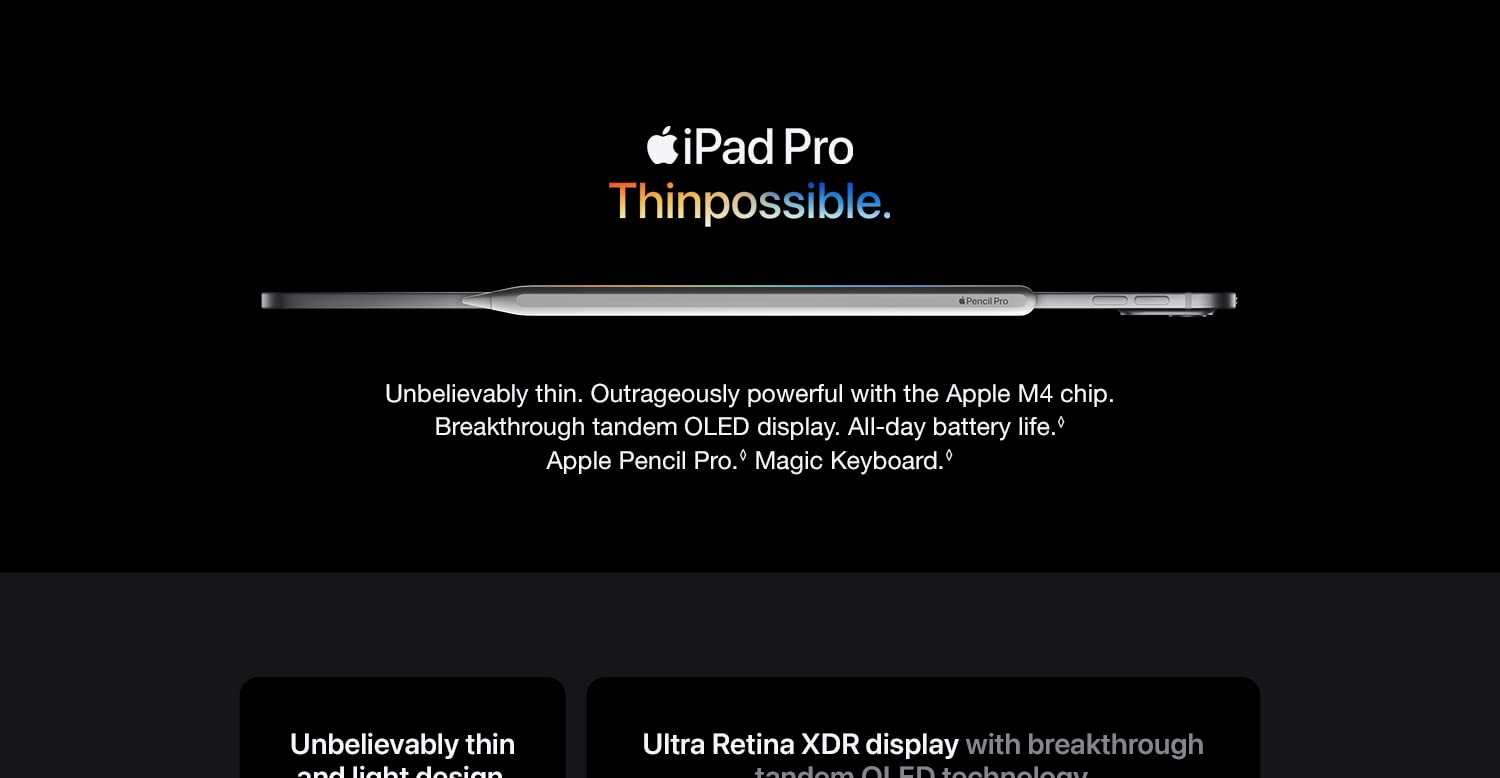 iPad Pro
Thinpossible.
Pencil Pro
Unbelievably thin. Outrageously powerful with the Apple M4 chip.
Breakthrough tandem OLED display. All-day battery life.◊
Apple Pencil Pro.◊ Magic Keyboard.◊
Unbelievably thin
and light design
Ultra Retina XDR display with breakthrough
tandem OLED technology